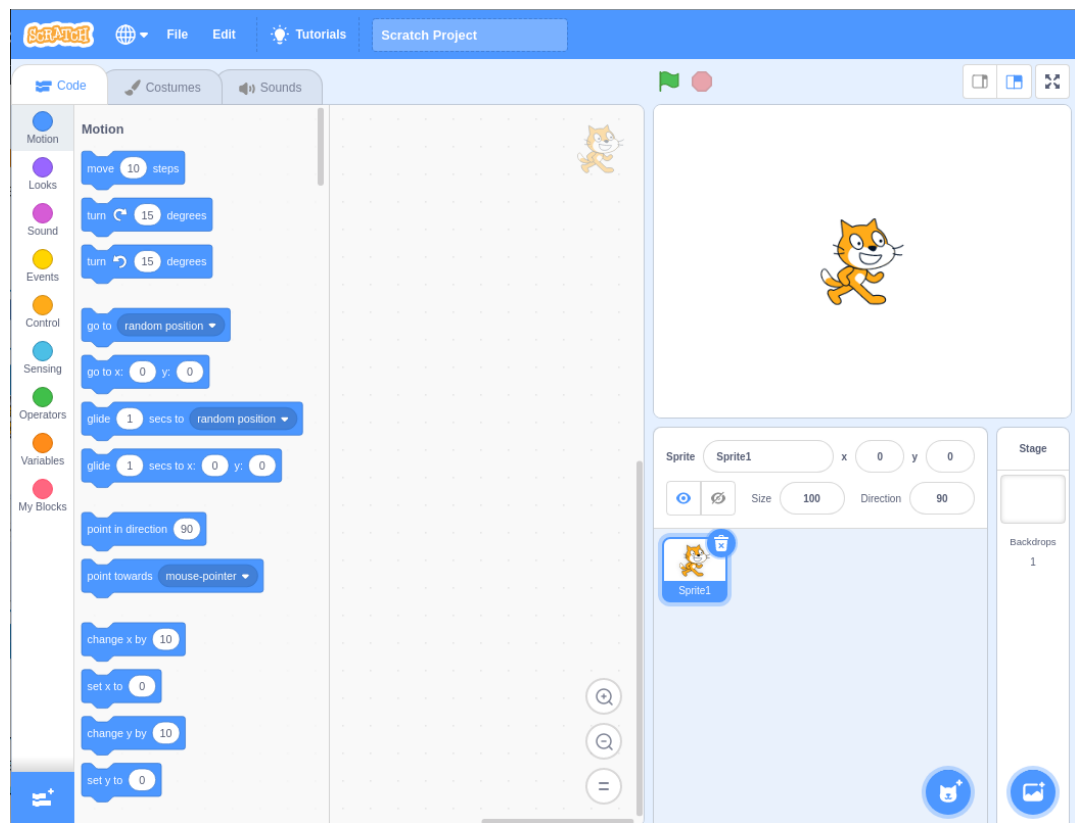 SCRATCH File Edit Tutorials Scratch Project
Code Costumes Sounds
Motion
Looks
Sound
Events
Control
Sensing
Operators
Variables
My Blocks
Motion
move 10 steps
turn 15 degrees
turn 15 degrees
go to random position
go to x: 0 y: 0
glide 1 secs to random position
glide 1 secs to x: 0 y: 0
point in direction 90
point towards mouse-pointer
change x by 10
set x to 0
change y by 10
set y to 0
Sprite Sprite1 x 0 y 0
Size 100 Direction 90
Sprite1
Stage
Backdrops
1